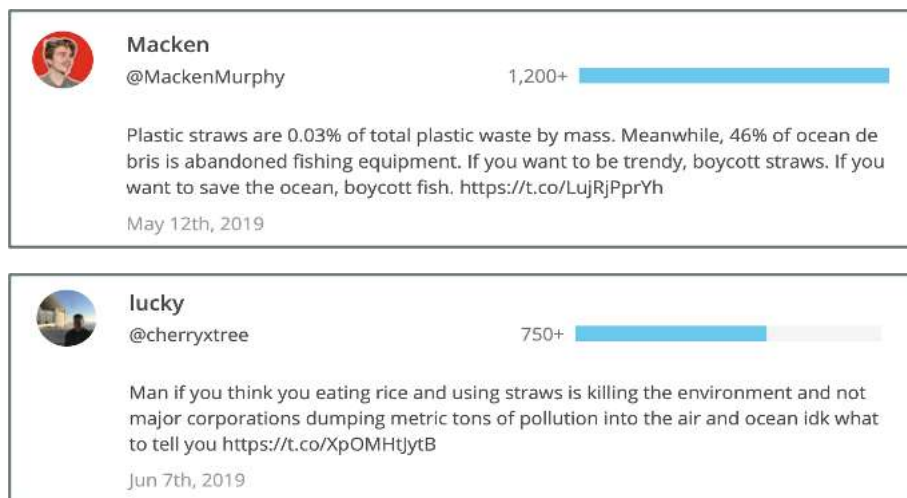 Macken
@MackenMurphy
1,200+
Plastic straws are 0.03% of total plastic waste by mass. Meanwhile, 46% of ocean de
bris is abandoned fishing equipment. If you want to be trendy, boycott straws. If you
want to save the ocean, boycott fish. https://t.co/LujRjPprYh
May 12th, 2019
lucky
@cherryxtree
750+
Man if you think you eating rice and using straws is killing the environment and not
major corporations dumping metric tons of pollution into the air and ocean idk what
to tell you https://t.co/XpOMHtJytB
Jun 7th, 2019